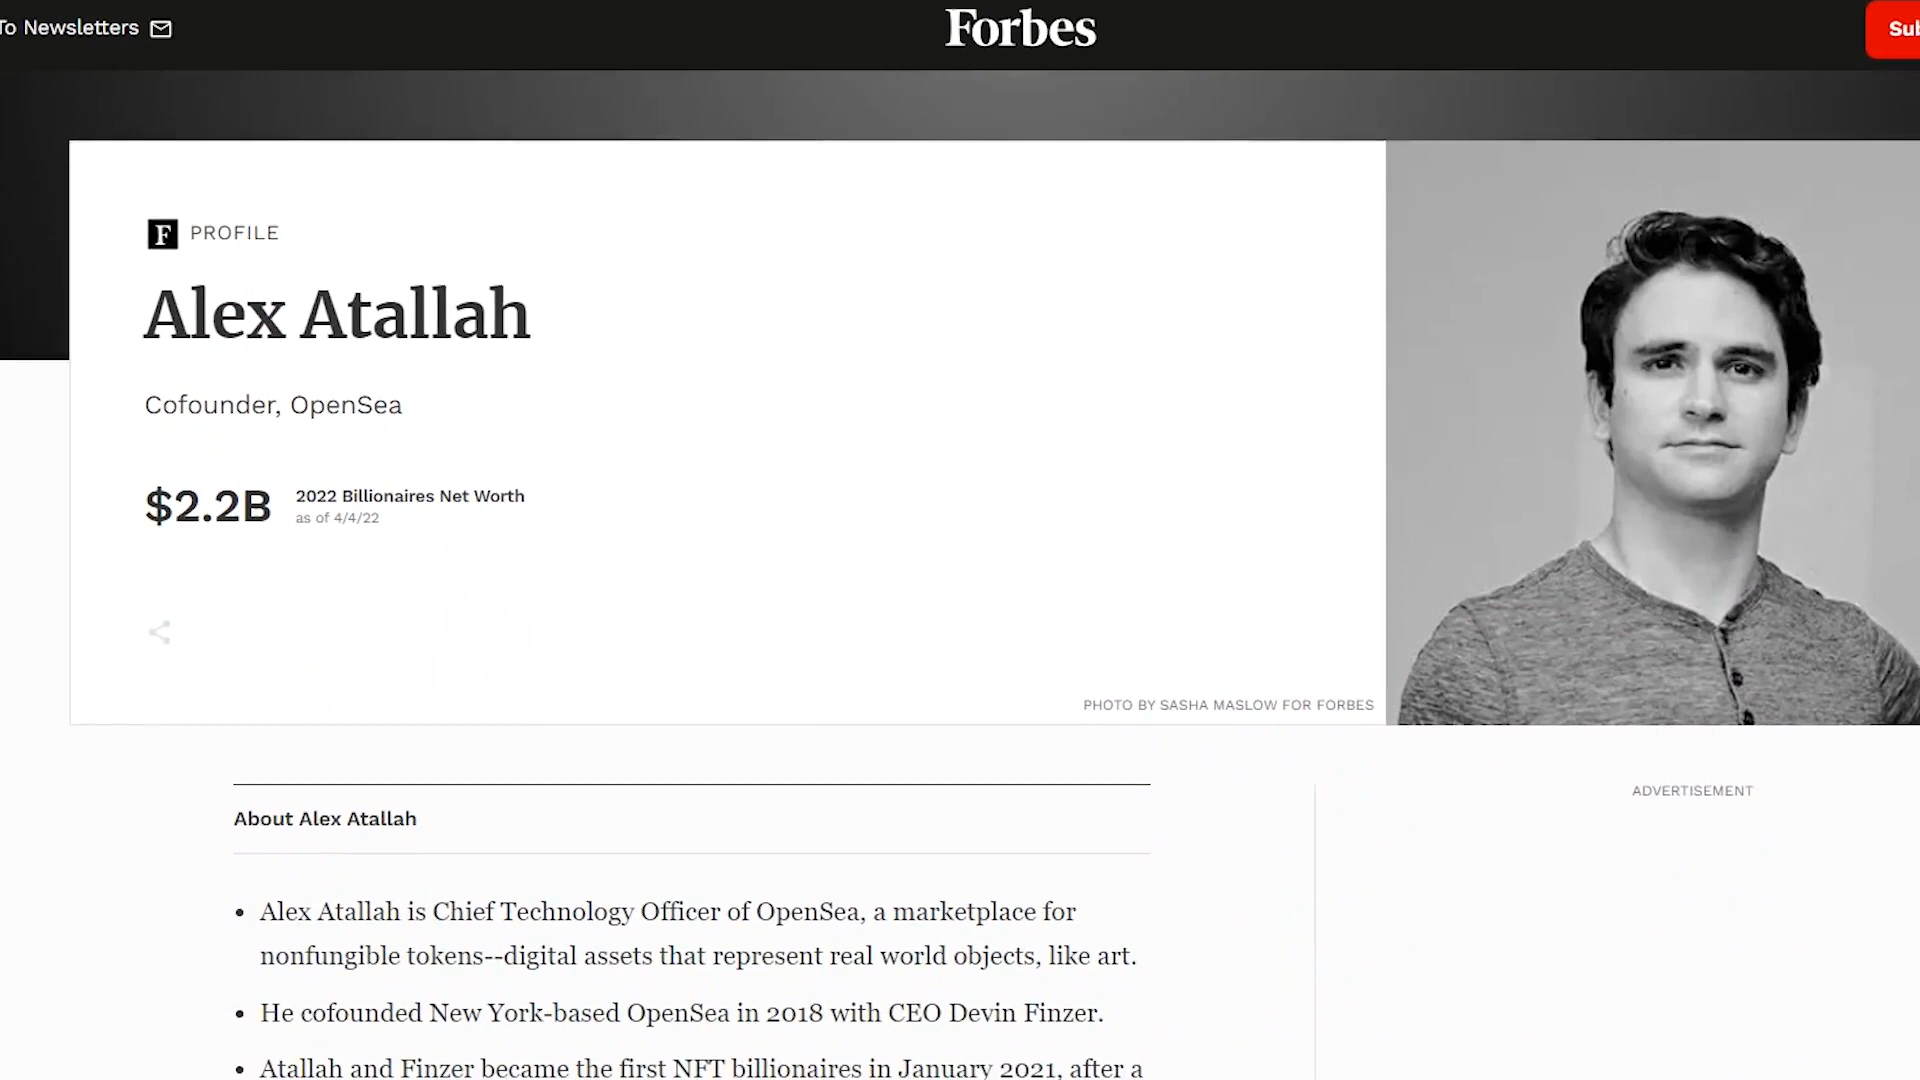 To Newsletters
Forbes
Sub
F PROFILE
Alex Atallah
Cofounder, OpenSea
$2.2B 2022 Billionaires Net Worth
as of 4/4/22
PHOTO BY SASHA MASLOW FOR FORBES
ADVERTISEMENT
About Alex Atallah
• Alex Atallah is Chief Technology Officer of OpenSea, a marketplace for
nonfungible tokens--digital assets that represent real world objects, like art.
• He cofounded New York-based OpenSea in 2018 with CEO Devin Finzer.
• Atallah and Finzer became the first NFT billionaires in January 2021, after a